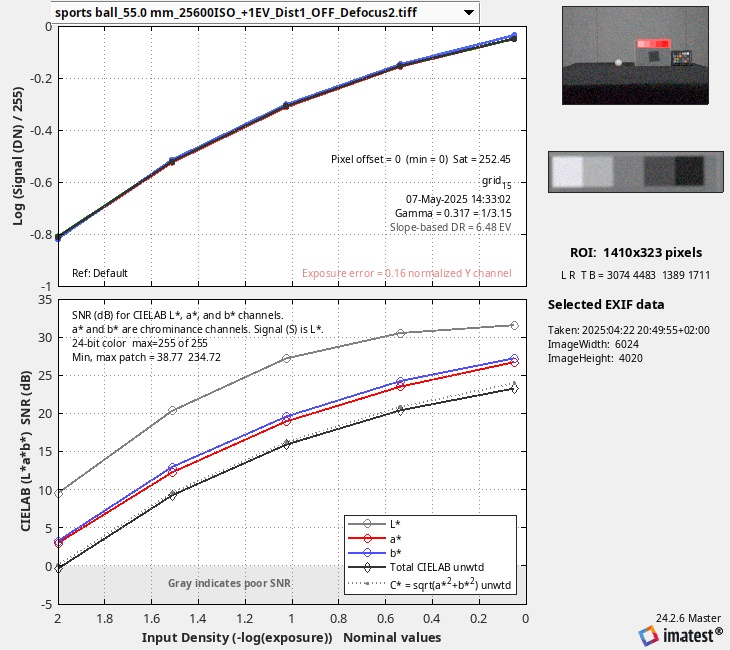 sports ball_55.0 mm_25600ISO_+1EV_Dist1_OFF_Defocus2.tiff
0
-0.2
-0.4
-0.6
-0.8
-1
Log (Signal (DN) / 255)
Pixel offset = 0 (min = 0) Sat = 252.45
grid15
07-May-2025 14:33:02
Gamma = 0.317 = 1/3.15
Slope-based DR = 6.48 EV
Ref: Default
Exposure error = 0.16 normalized Y channel
35
30
25
20
15
10
5
0
-5
CIELAB (L*a*b*) SNR (dB)
SNR (dB) for CIELAB L*, a*, and b* channels.
a* and b* are chrominance channels. Signal (S) is L*.
24-bit color max=255 of 255
Min, max patch = 38.77 234.72
L*
a*
b*
Total CIELAB unwtd
C* = sqrt(a*2+b*2) unwtd
Gray indicates poor SNR
2
1.8
1.6
1.4
1.2
1
0.8
0.6
0.4
0.2
0
Input Density (-log(exposure)) Nominal values
ROI: 1410x323 pixels
L R T B = 3074 4483 1389 1711
Selected EXIF data
Taken: 2025:04:22 20:49:55+02:00
ImageWidth: 6024
ImageHeight: 4020
24.2.6 Master
imatest®